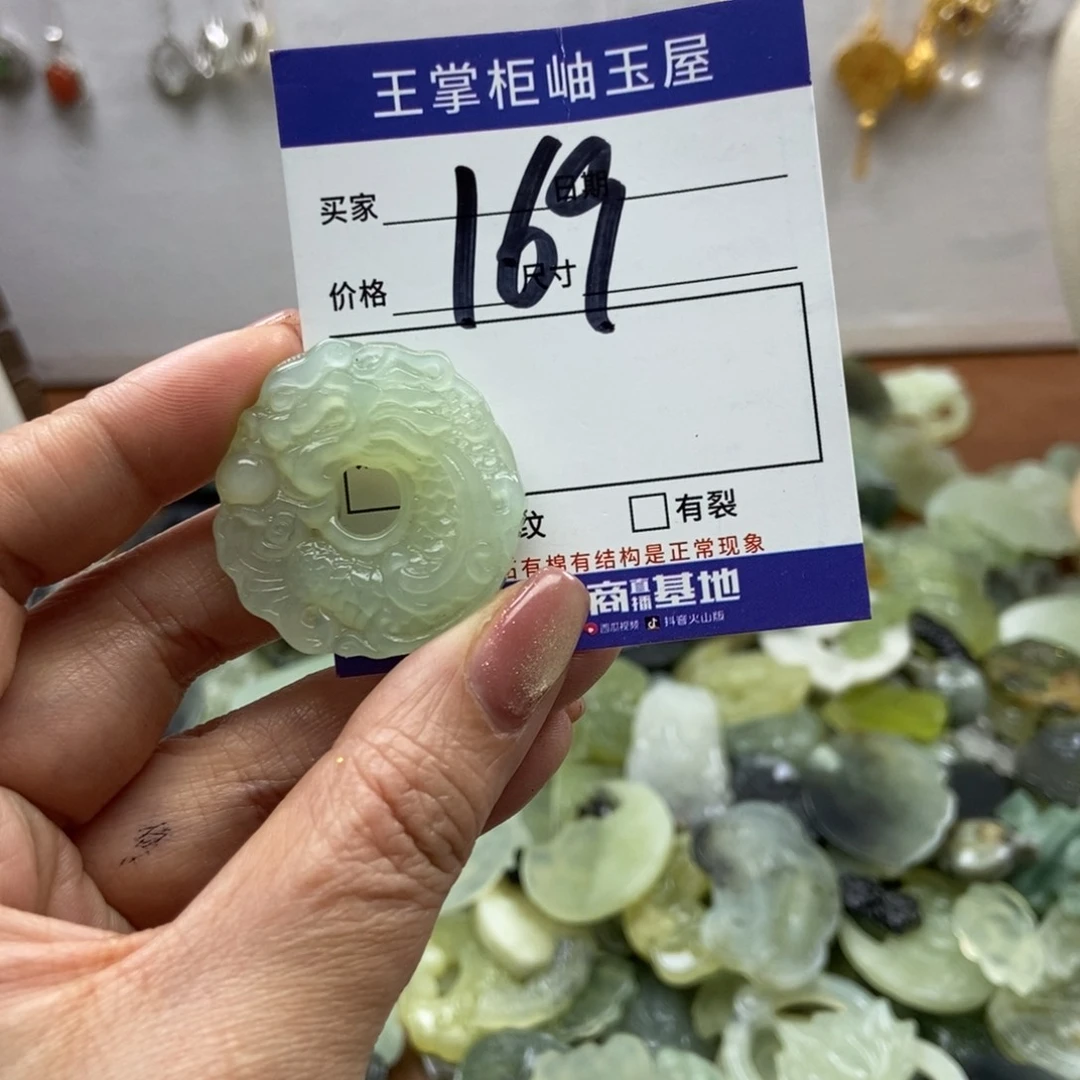 王掌柜岫玉屋
买家 日期
169
价格 尺寸
纹 有裂
有棉有结构是正常现象
商直播基地
西瓜视频 抖音火山版